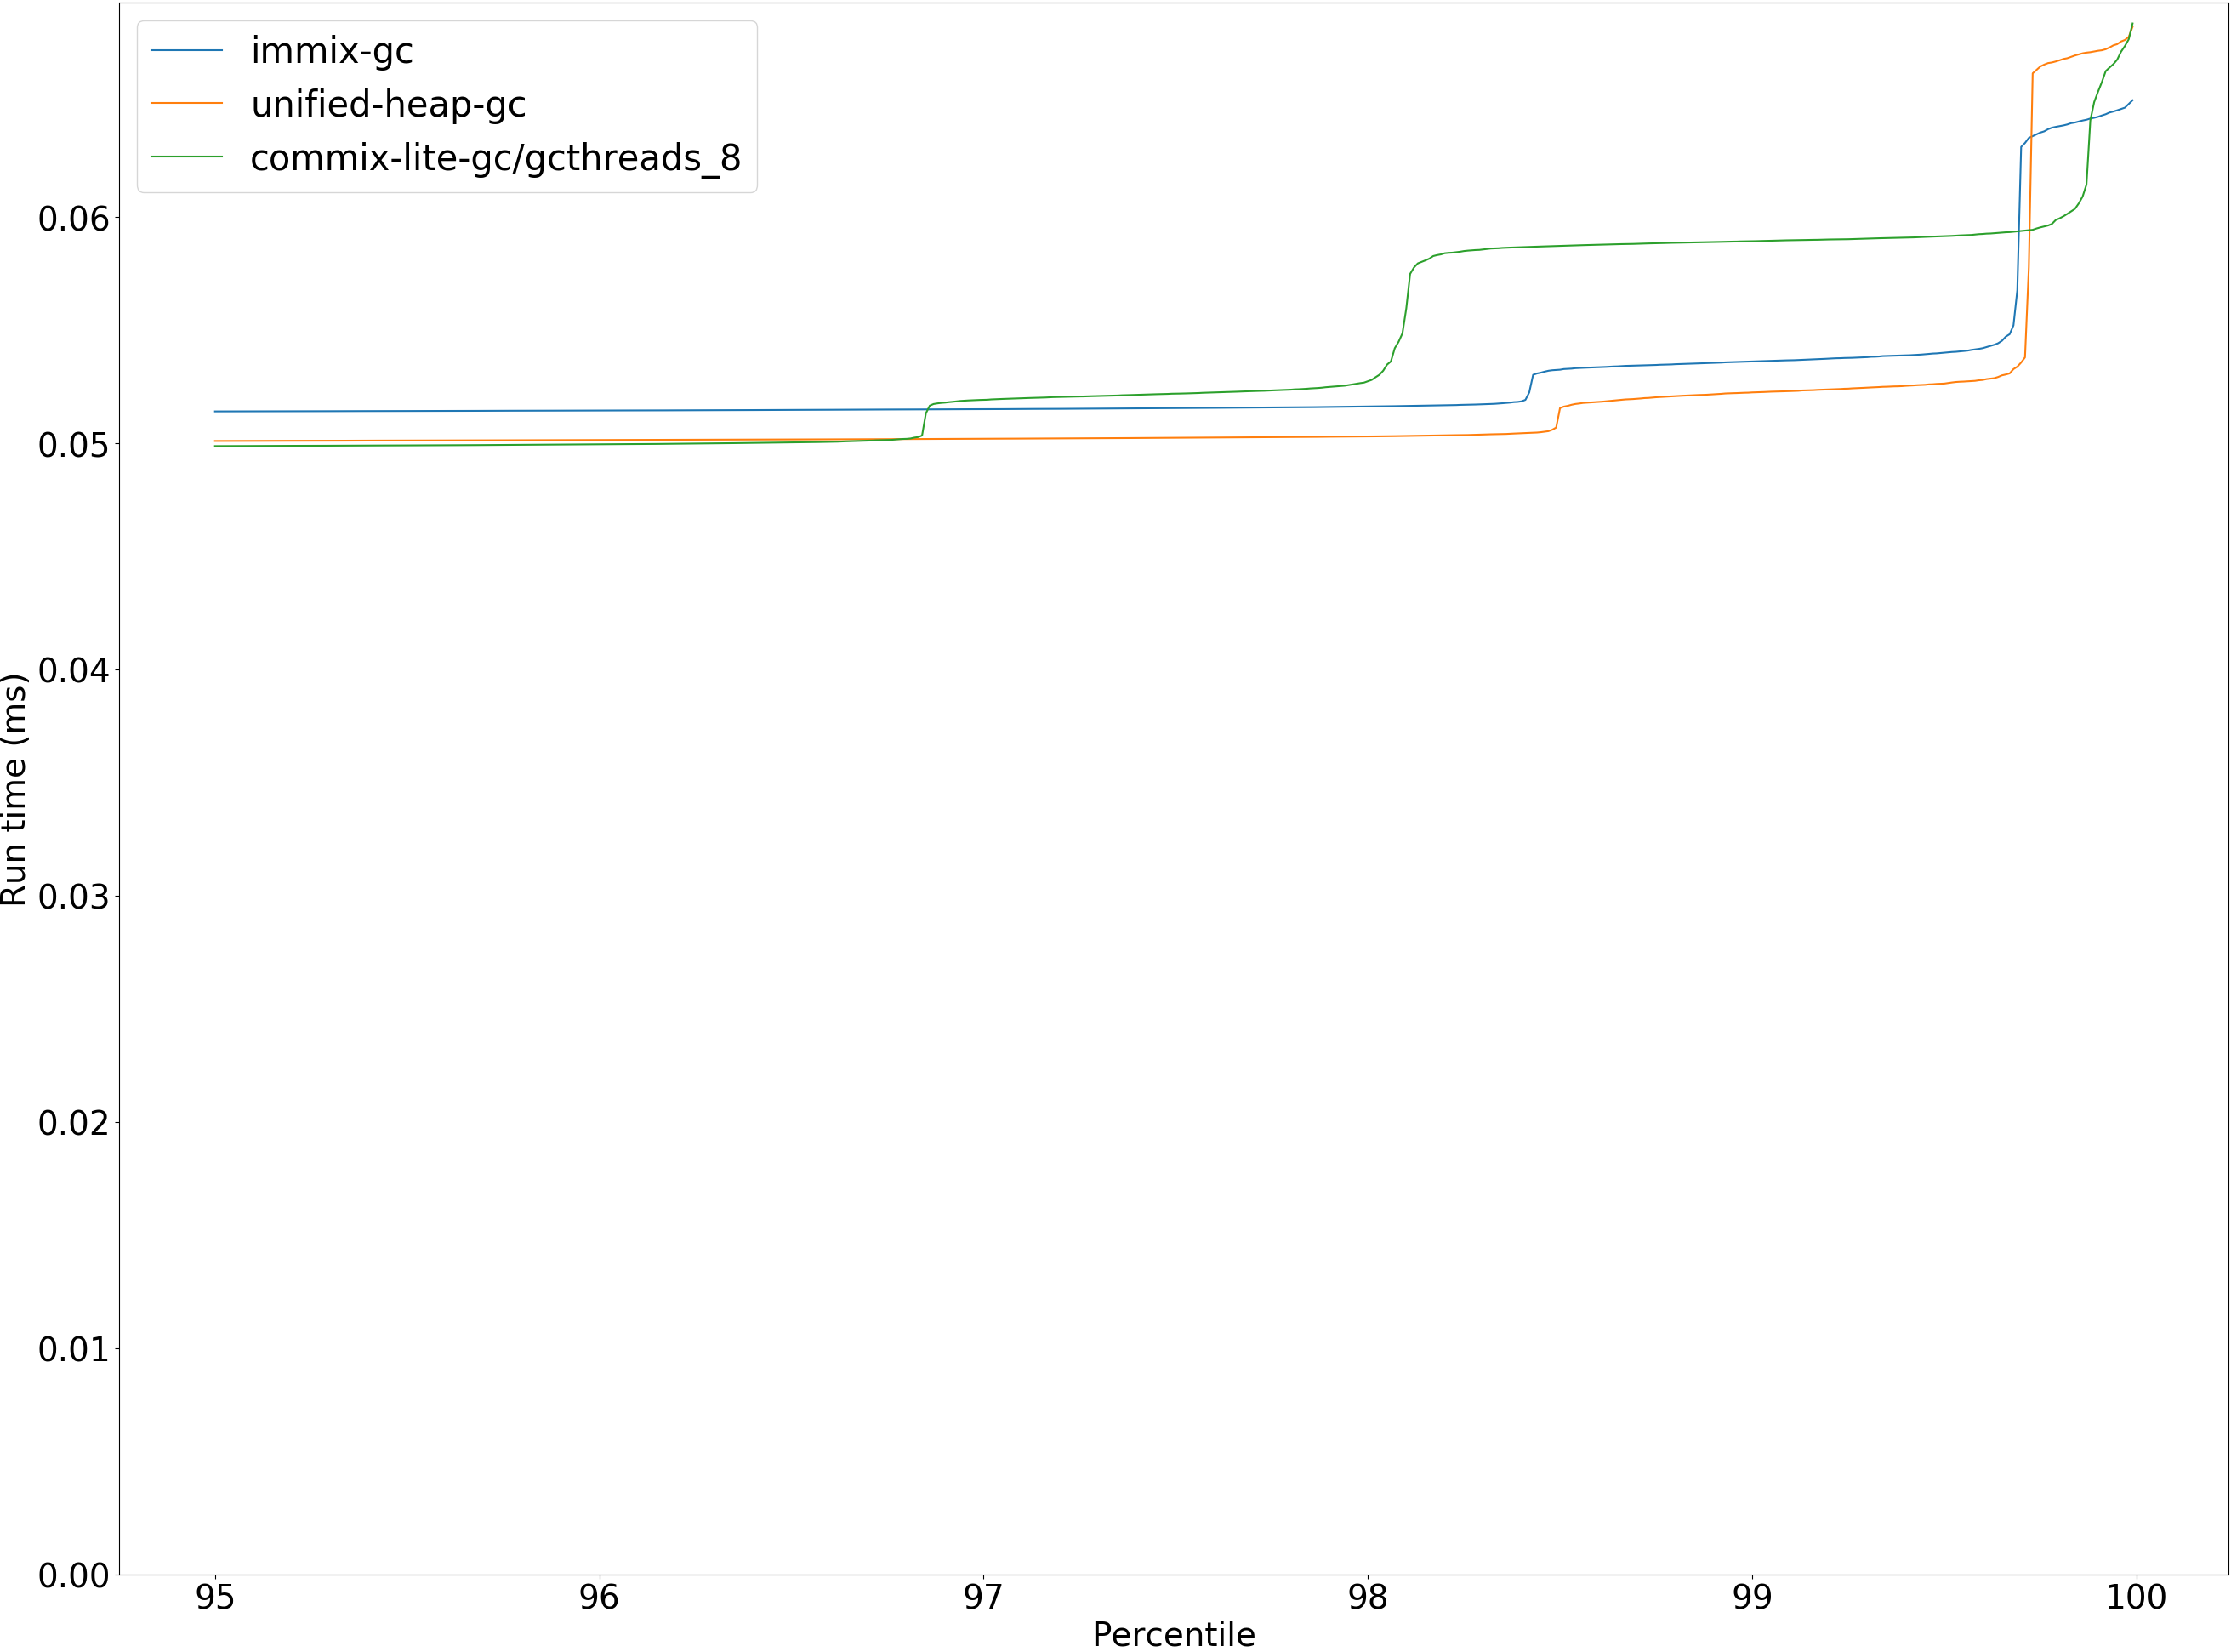 immix-gc
unified-heap-gc
commix-lite-gc/gcthreads_8
0.06
0.05
0.04
0.03
0.02
0.01
0.00
Run time (ms)
95 96 97 98 99 100
Percentile